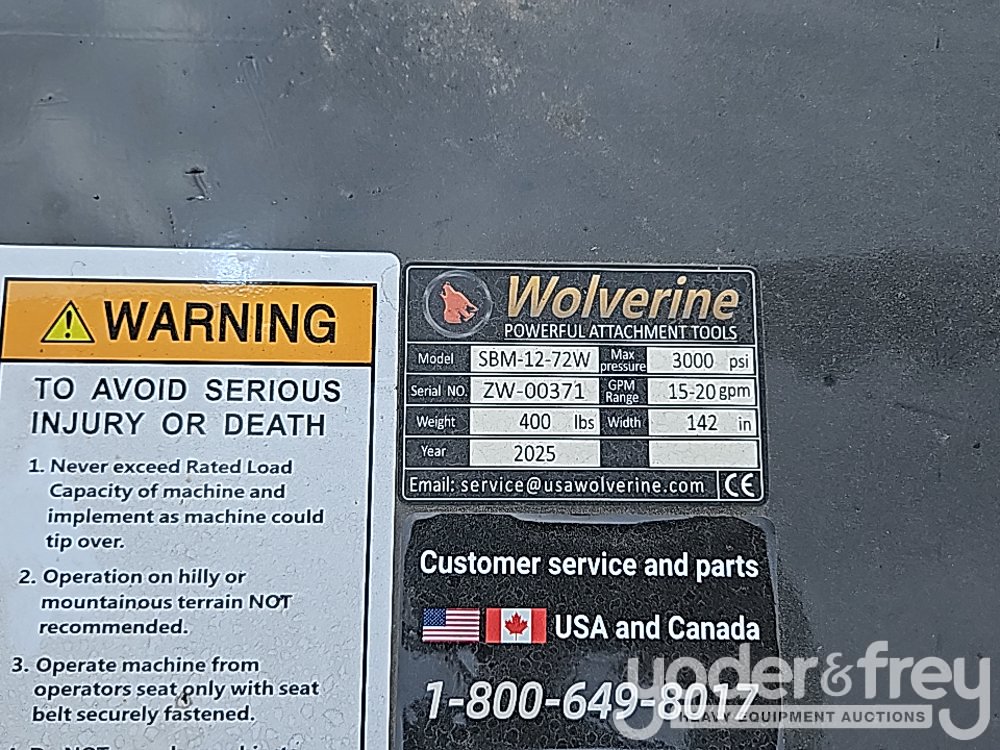 WARNING
TO AVOID SERIOUS
INJURY OR DEATH
1. Never exceed Rated Load
Capacity of machine and
implement as machine could
tip over.
2. Operation on hilly or
mountainous terrain NOT
recommended.
3. Operate machine from
operators seat only with seat
belt securely fastened.
Wolverine
POWERFUL ATTACHMENT TOOLS
Model SBM-12-72W Max pressure 3000 psi
Serial NO. ZW-00371 GPM Range 15-20 gpm
Weight 400 lbs Width 142 in
Year 2025
Email: service@usawolverine.com CE
Customer service and parts
USA and Canada
1-800-649-8017
yoder&frey
HEAVY EQUIPMENT AUCTIONS